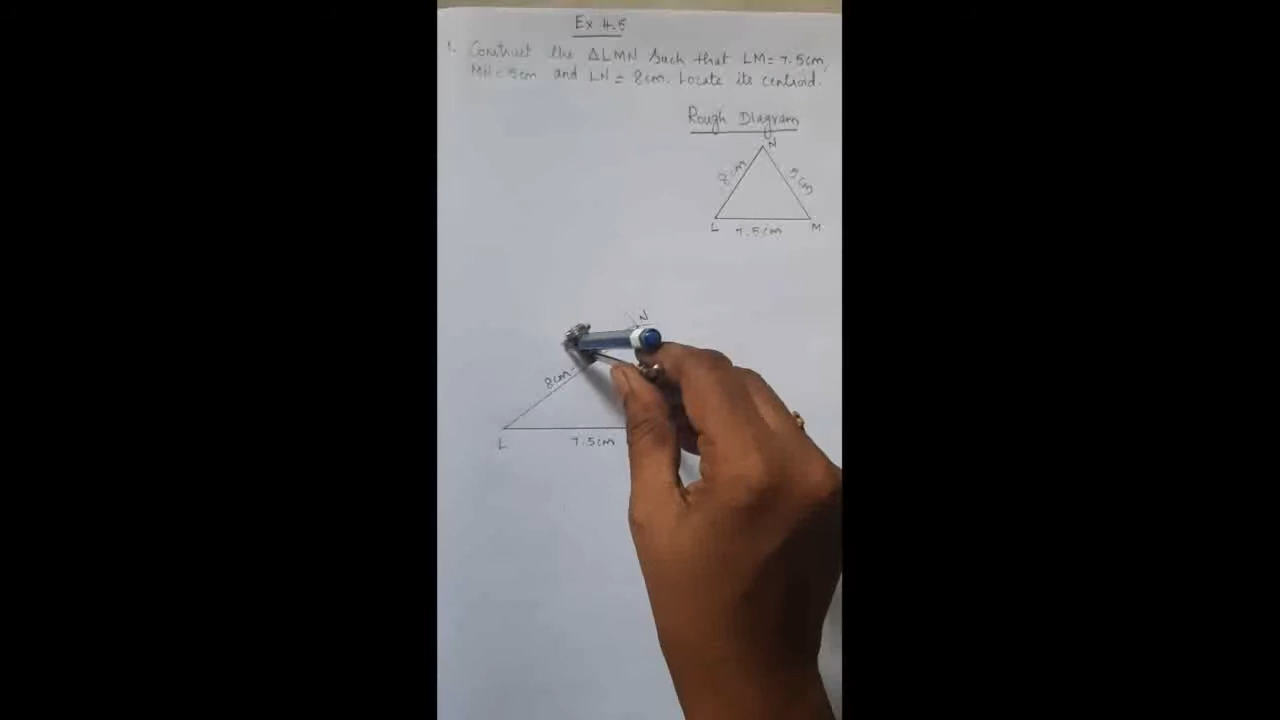 Ex 4.5
1. Construct the ΔLMN such that LM = 7.5cm,
MN = 5cm and LN = 8cm. Locate its centroid.
Rough Diagram
N
8cm
5cm
L
7.5cm
M
N
8cm
L
7.5cm